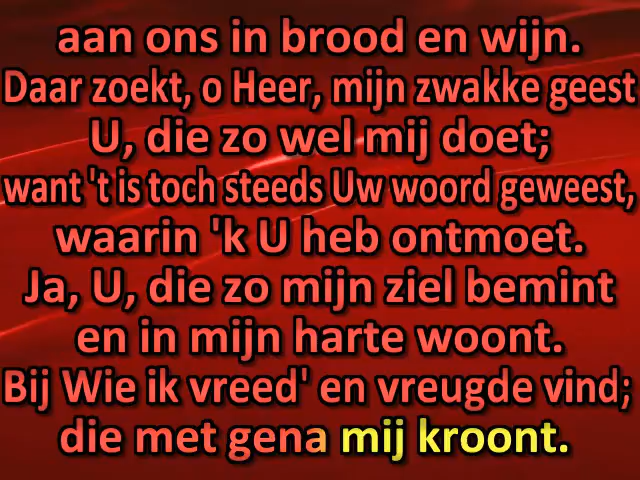 aan ons in brood en wijn.
Daar zoekt, o Heer, mijn zwakke geest
U, die zo wel mij doet;
want 't is toch steeds Uw woord geweest,
waarin 'k U heb ontmoet.
Ja, U, die zo mijn ziel bemint
en in mijn harte woont.
Bij Wie ik vreed' en vreugde vind;
die met gena mij kroont.